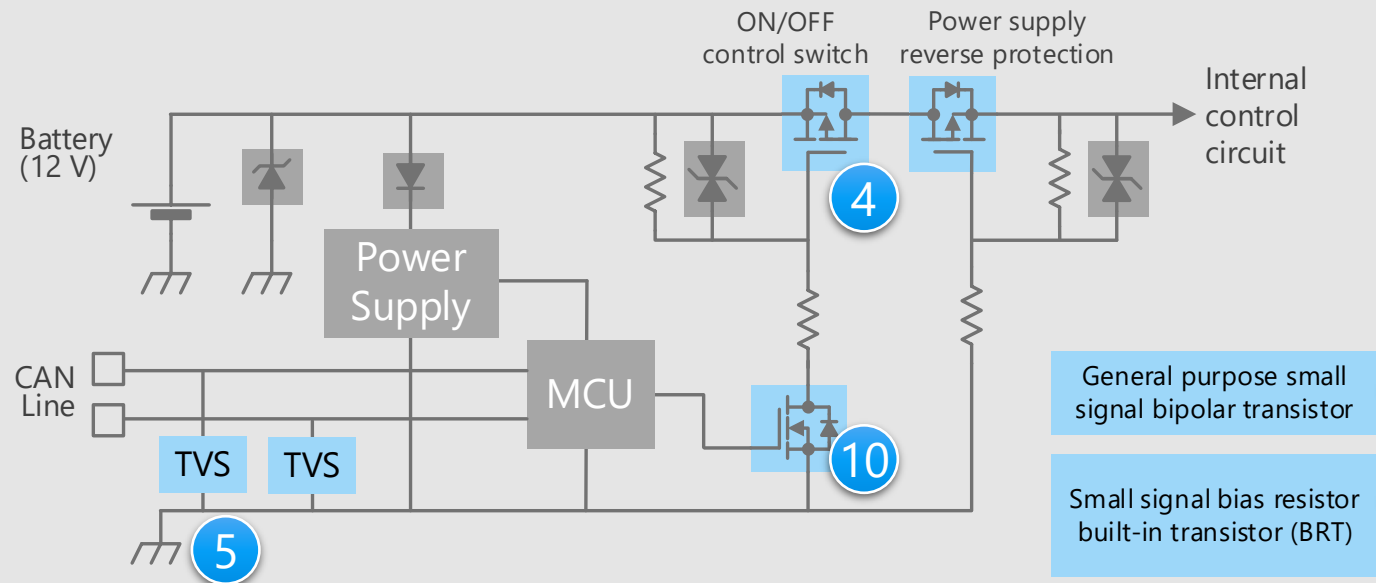 ON/OFF
control switch
Power supply
reverse protection
Internal
control
circuit
Battery
(12 V)
4
Power
Supply
CAN
Line
MCU
General purpose small
signal bipolar transistor
10
TVS
TVS
Small signal bias resistor
built-in transistor (BRT)
5